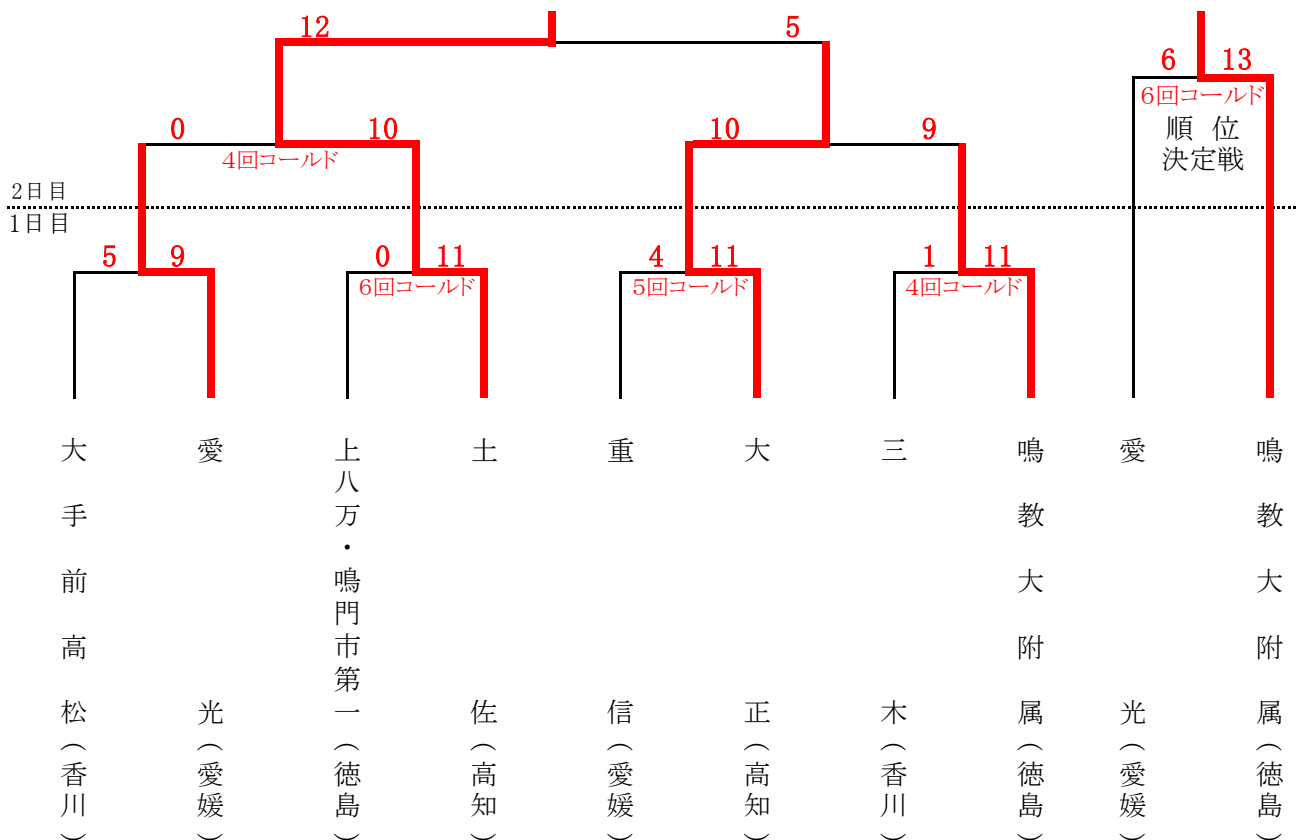 12 5
6 13
6回コールド
順 位
決定戦
0 10
4回コールド
10 9
2日目
1日目
5 9
0 11
6回コールド
4 11
5回コールド
1 11
4回コールド
大手前高松(香川)
愛光(愛媛)
上八万・鳴門市第一(徳島)
土佐(高知)
重信(愛媛)
大正(高知)
三木(香川)
鳴教大附属(徳島)
愛光(愛媛)
鳴教大附属(徳島)